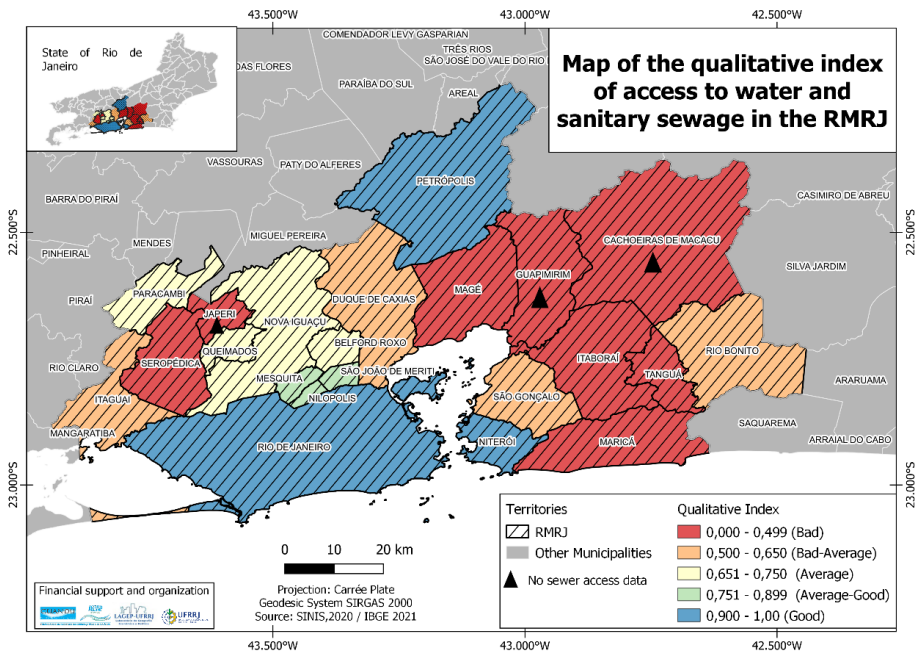 43.500°W
43.000°W
42.500°W
State of Rio de
Janeiro
Map of the qualitative index
of access to water and
sanitary sewage in the RMRJ
COMENDADOR LEVY GASPARIAN
TRÊS RIOS
SÃO JOSÉ DO VALE DO RIO
DAS FLORES
PARAÍBA DO SUL
AREAL
VASSOURAS
PATY DO ALFERES
PETRÓPOLIS
BARRA DO PIRAÍ
CASIMIRO DE ABREU
22.500°S
22.500°S
MENDES
MIGUEL PEREIRA
CACHOEIRAS DE MACACU
PINHEIRAL
SILVA JARDIM
GUAPIMIRIM
PIRAÍ
PARACAMBI
MAGÉ
DUQUE DE CAXIAS
JAPERI
NOVA IGUAÇU
BELFORD ROXO
RIO BONITO
QUEIMADOS
ITABORAÍ
SEROPÉDICA
RIO CLARO
SÃO JOÃO DE MERITI
TANGUÁ
MESQUITA
ARARUAMA
ITAGUAÍ
NILOPOLIS
SÃO GONÇALO
SAQUAREMA
MANGARATIBA
RIO DE JANEIRO
NITERÓI
MARICÁ
ARRAIAL DO CABO
23.000°S
23.000°S
Territories
RMRJ
Other Municipalities
No sewer access data
Qualitative Index
0,000 - 0,499 (Bad)
0,500 - 0,650 (Bad-Average)
0,651 - 0,750 (Average)
0,751 - 0,899 (Average-Good)
0,900 - 1,00 (Good)
0 10 20 km
Projection: Carrée Plate
Geodesic System SIRGAS 2000
Source: SINIS,2020 / IBGE 2021
Financial support and organization
LAGEP-UFRRJ
UFRRJ
43.500°W
43.000°W
42.500°W